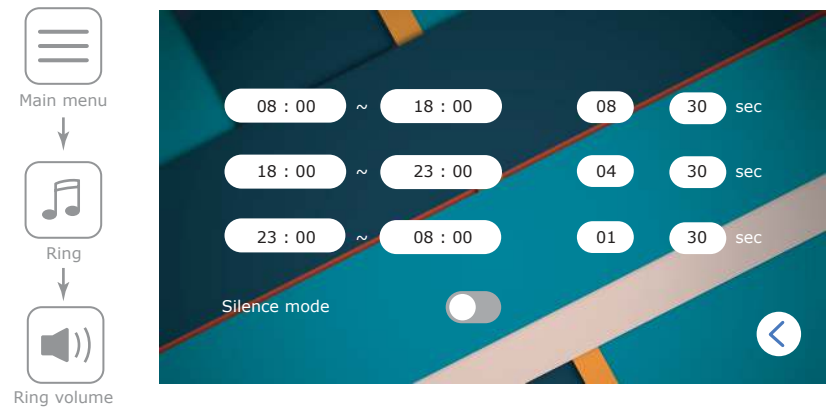 Main menu
Ring
Ring volume
08 : 00 ~ 18 : 00 08 30 sec
18 : 00 ~ 23 : 00 04 30 sec
23 : 00 ~ 08 : 00 01 30 sec
Silence mode